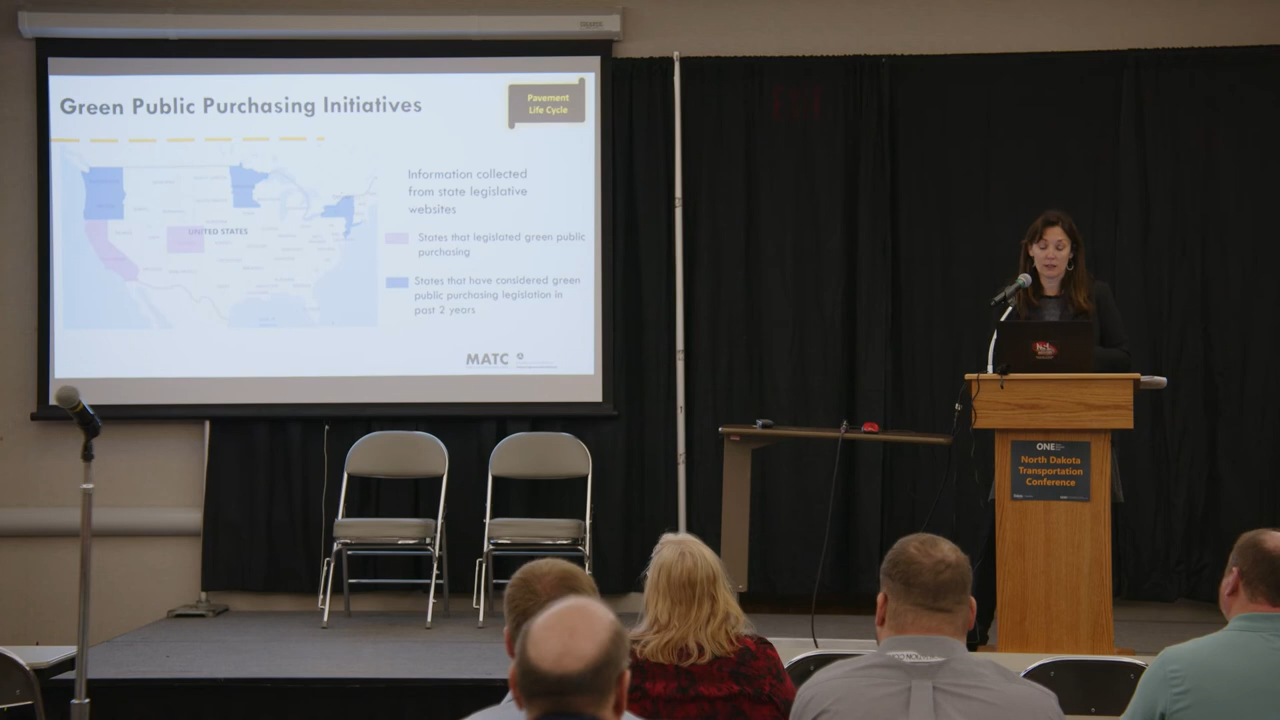 Green Public Purchasing Initiatives
Pavement
Life Cycle
Information collected
from state legislative
websites
UNITED STATES
States that legislated green public
purchasing
States that have considered green
public purchasing legislation in
past 2 years
MATC
ONE
North Dakota
Transportation
Conference